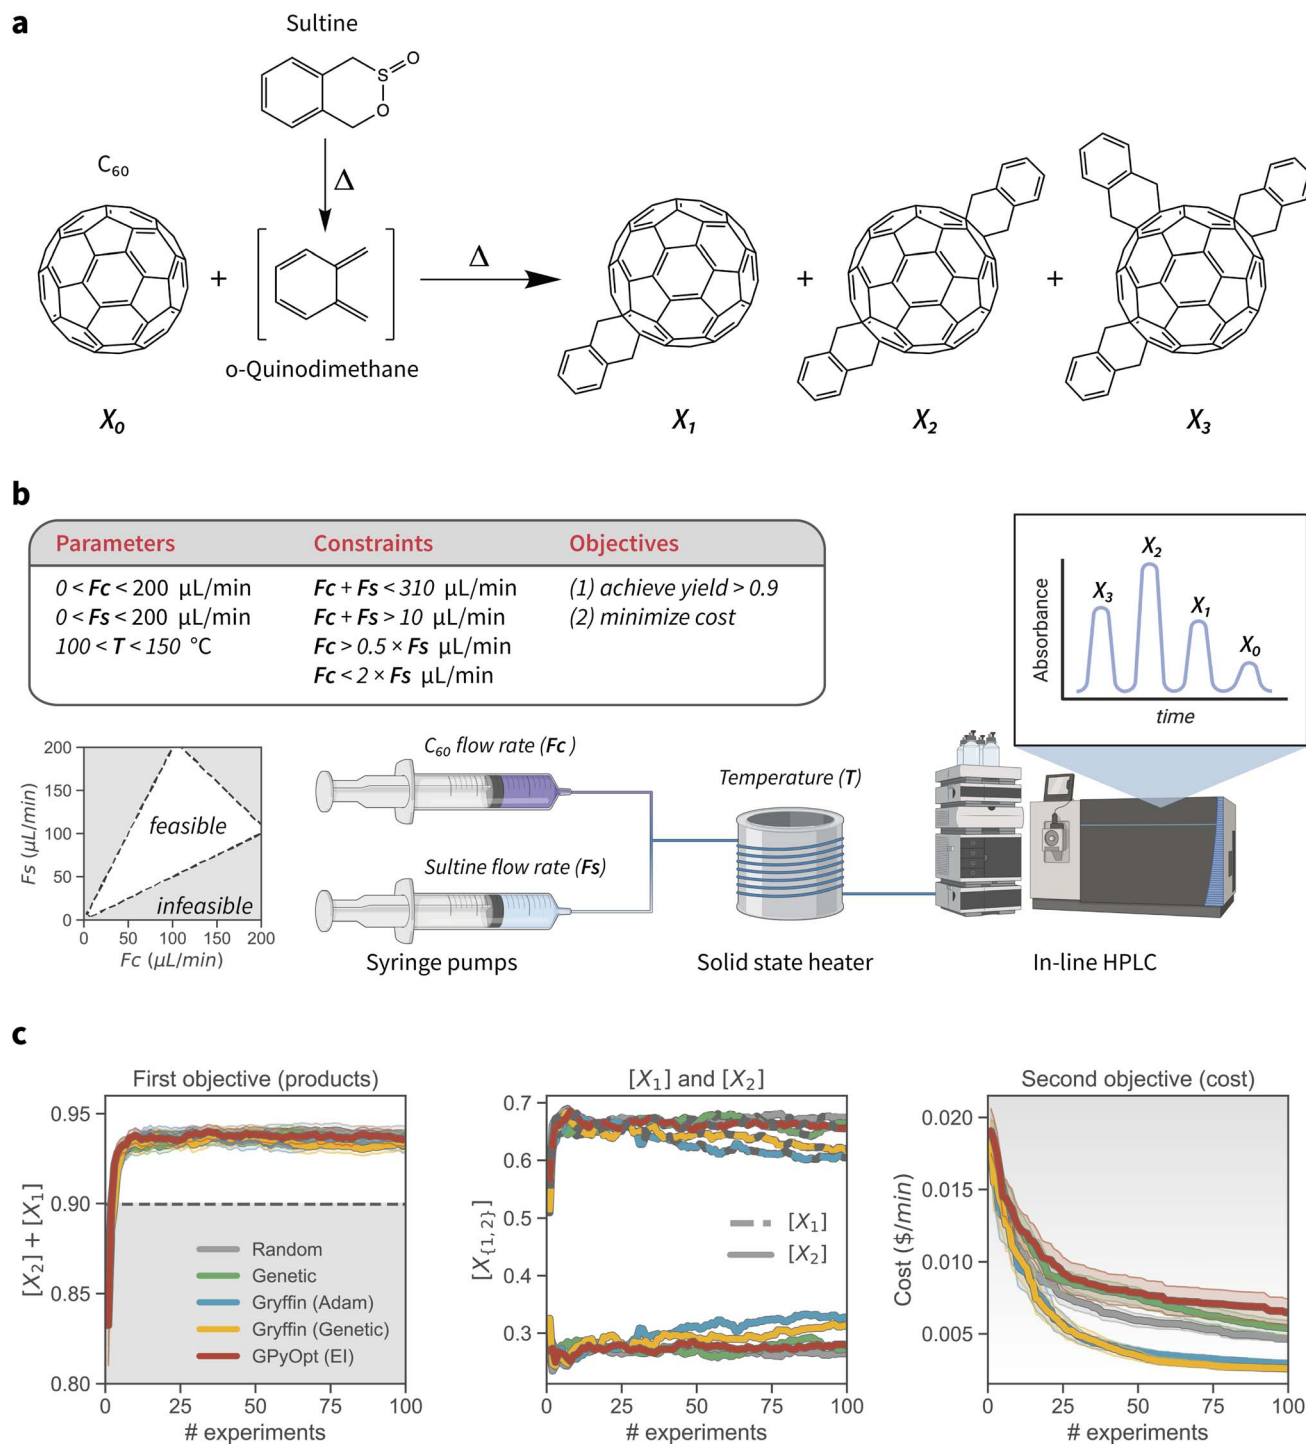 a
Sultine
S
O
O
C₆₀
Δ
+
Δ
+
+
o-Quinodimethane
X₀
X₁
X₂
X₃
b
Parameters Constraints Objectives
0 < Fc < 200 μL/min Fc + Fs < 310 μL/min (1) achieve yield > 0.9
0 < Fs < 200 μL/min Fc + Fs > 10 μL/min (2) minimize cost
100 < T < 150 °C Fc > 0.5 × Fs μL/min
Fc < 2 × Fs μL/min
X₃
X₂
X₁
X₀
Absorbance
time
200
150
100
50
0
Fs (μL/min)
feasible
infeasible
0 50 100 150 200
Fc (μL/min)
C₆₀ flow rate (Fc)
Sultine flow rate (Fs)
Syringe pumps
Temperature (T)
Solid state heater
In-line HPLC
c
First objective (products)
[X₂] + [X₁]
0.95
0.90
0.85
0.80
Random
Genetic
Gryffin (Adam)
Gryffin (Genetic)
GPyOpt (EI)
0 25 50 75 100
# experiments
[X₁] and [X₂]
[X{1, 2}]
0.7
0.6
0.5
0.4
0.3
[X₁]
[X₂]
0 25 50 75 100
# experiments
Second objective (cost)
Cost ($/min)
0.020
0.015
0.010
0.005
0 25 50 75 100
# experiments